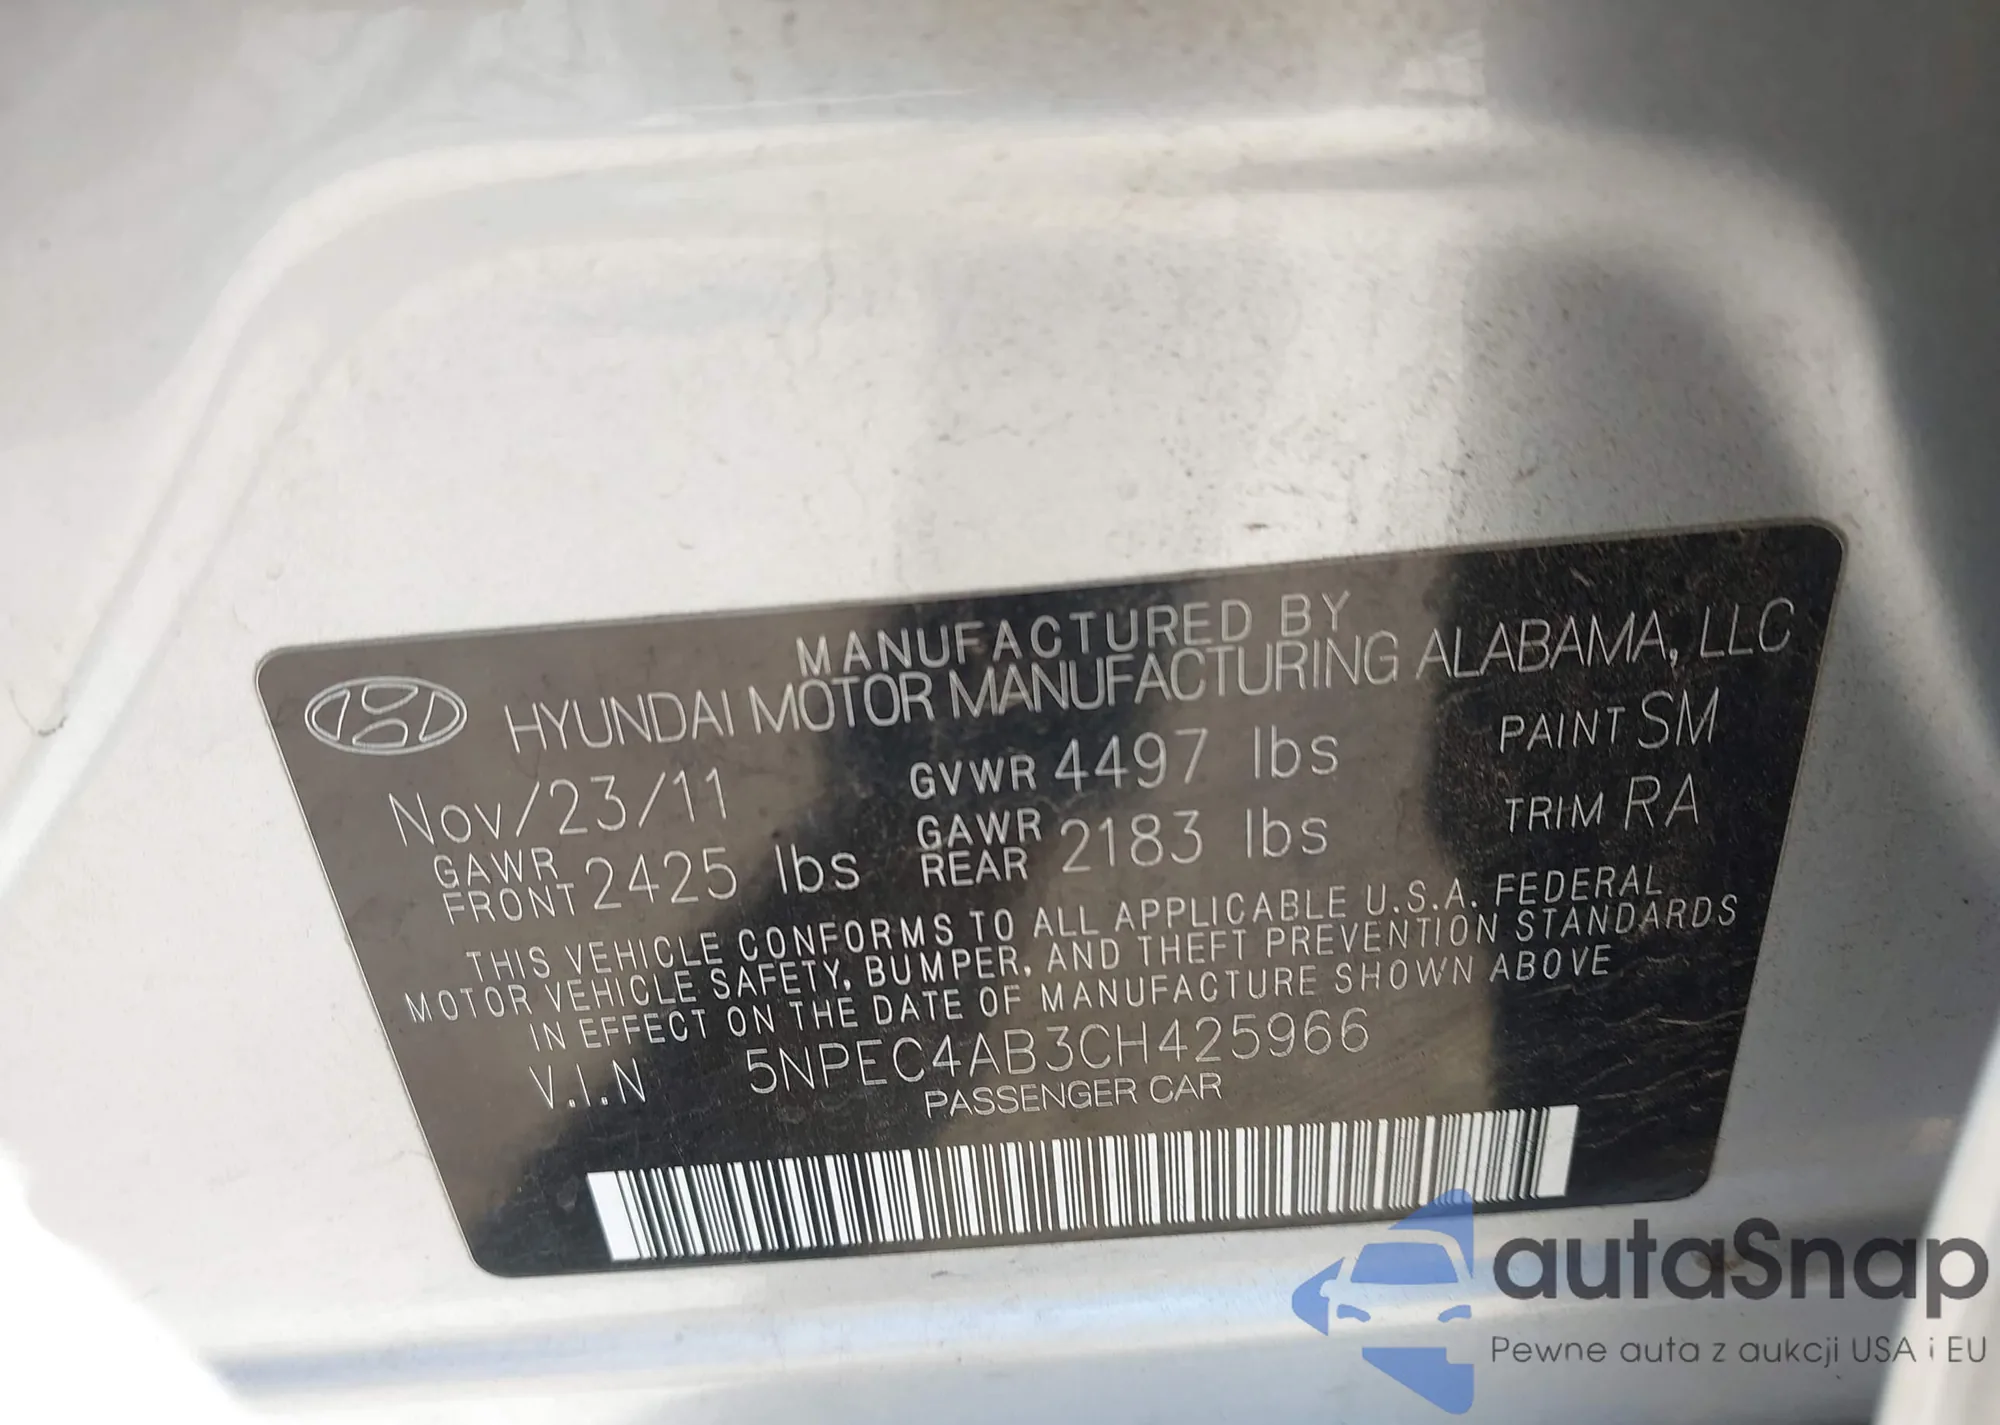 MANUFACTURED BY
HYUNDAI MOTOR MANUFACTURING ALABAMA, LLC
Nov/23/11 GVWR 4497 lbs PAINT SM
GAWR FRONT 2425 lbs GAWR REAR 2183 lbs TRIM RA
THIS VEHICLE CONFORMS TO ALL APPLICABLE U.S.A. FEDERAL
MOTOR VEHICLE SAFETY, BUMPER, AND THEFT PREVENTION STANDARDS
IN EFFECT ON THE DATE OF MANUFACTURE SHOWN ABOVE
V.I.N 5NPEC4AB3CH425966
PASSENGER CAR
autaSnap
Pewne auta z aukcji USA i EU